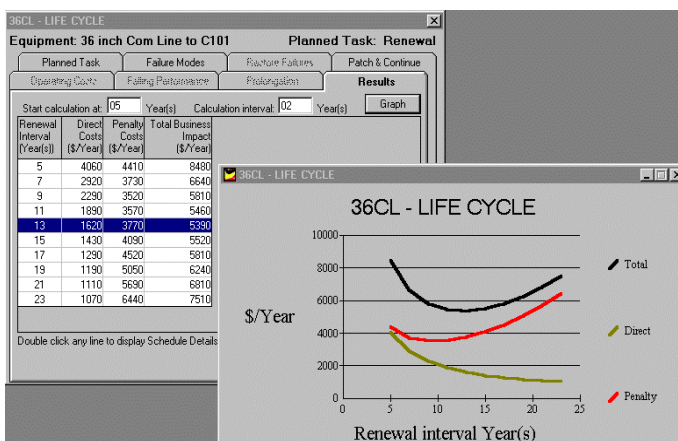 36CL - LIFE CYCLE
Equipment: 36 inch Com Line to C101 Planned Task: Renewal
Planned Task Failure Modes Restore Failures Patch & Continue
Operating Costs Failing Performance Prolongation Results
Start calculation at: 05 Year(s) Calculation interval: 02 Year(s) Graph
Renewal Direct Penalty Total Business
Interval Costs Costs Impact
(Year(s)) ($/Year) ($/Year) ($/Year)
5 4060 4410 8480
7 2920 3730 6640
9 2290 3520 5810
11 1890 3570 5460
13 1620 3770 5390
15 1430 4090 5520
17 1290 4520 5810
19 1190 5050 6240
21 1110 5690 6810
23 1070 6440 7510
Double click any line to display Schedule Details
36CL - LIFE CYCLE
36CL - LIFE CYCLE
10000
8000
6000
4000
2000
0
$/Year
0 5 10 15 20 25
Renewal interval Year(s)
Total
Direct
Penalty